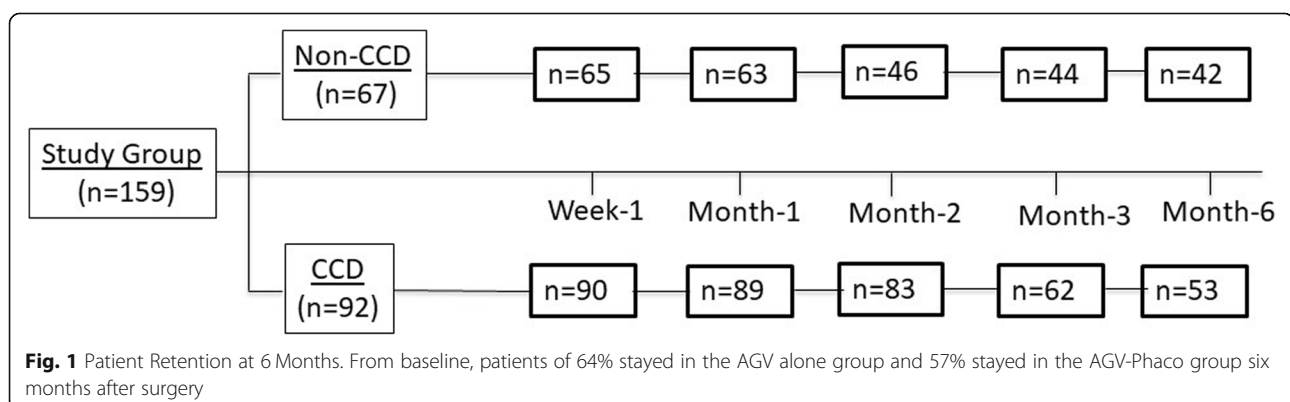 Non-CCD
(n=67)
n=65 n=63 n=46 n=44 n=42
Study Group
(n=159)
Week-1 Month-1 Month-2 Month-3 Month-6
CCD
(n=92)
n=90 n=89 n=83 n=62 n=53
Fig. 1 Patient Retention at 6 Months. From baseline, patients of 64% stayed in the AGV alone group and 57% stayed in the AGV-Phaco group six
months after surgery